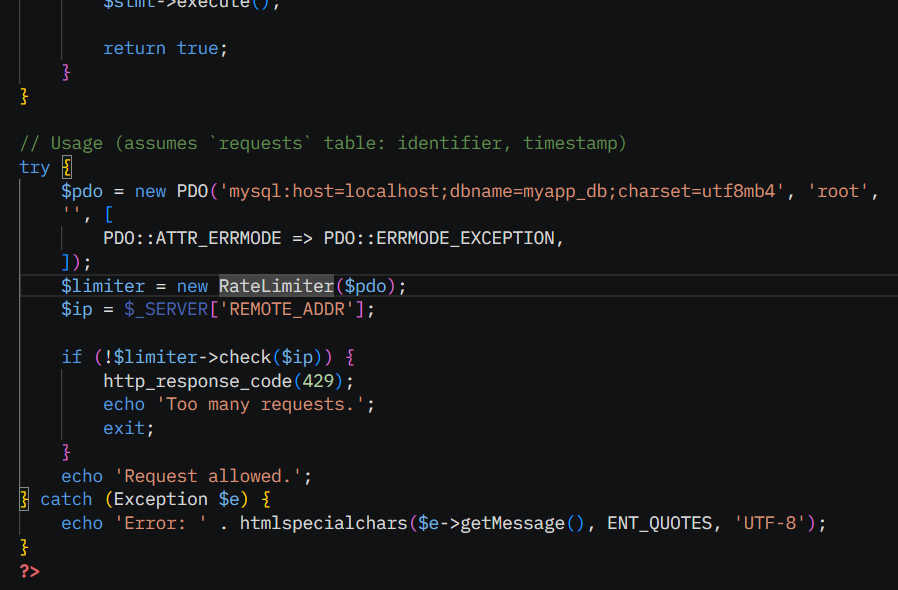 $stmt->execute();
return true;
}
}
// Usage (assumes `requests` table: identifier, timestamp)
try {
$pdo = new PDO('mysql:host=localhost;dbname=myapp_db;charset=utf8mb4', 'root',
'', [
PDO::ATTR_ERRMODE => PDO::ERRMODE_EXCEPTION,
]);
$limiter = new RateLimiter($pdo);
$ip = $_SERVER['REMOTE_ADDR'];
if (!$limiter->check($ip)) {
http_response_code(429);
echo 'Too many requests.';
exit;
}
echo 'Request allowed.';
} catch (Exception $e) {
echo 'Error: ' . htmlspecialchars($e->getMessage(), ENT_QUOTES, 'UTF-8');
}
?>